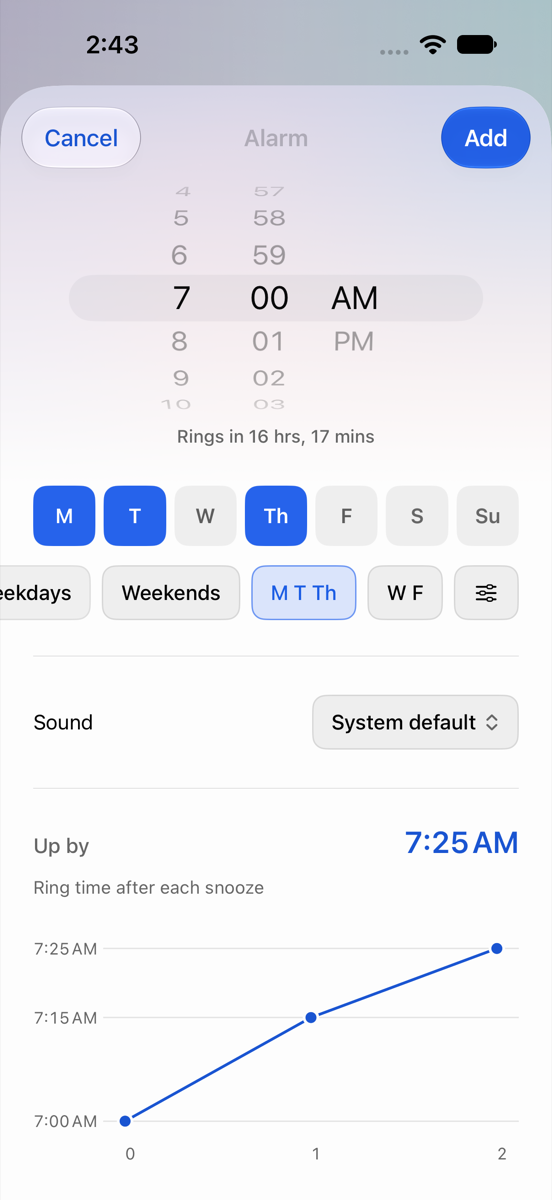 2:43
Cancel Alarm Add
4 57
5 58
6 59
7 00 AM
8 01 PM
9 02
10 03
Rings in 16 hrs, 17 mins
M T W Th F S Su
eekdays Weekends M T Th W F
Sound System default
Up by 7:25 AM
Ring time after each snooze
7:25 AM
7:15 AM
7:00 AM
0 1 2